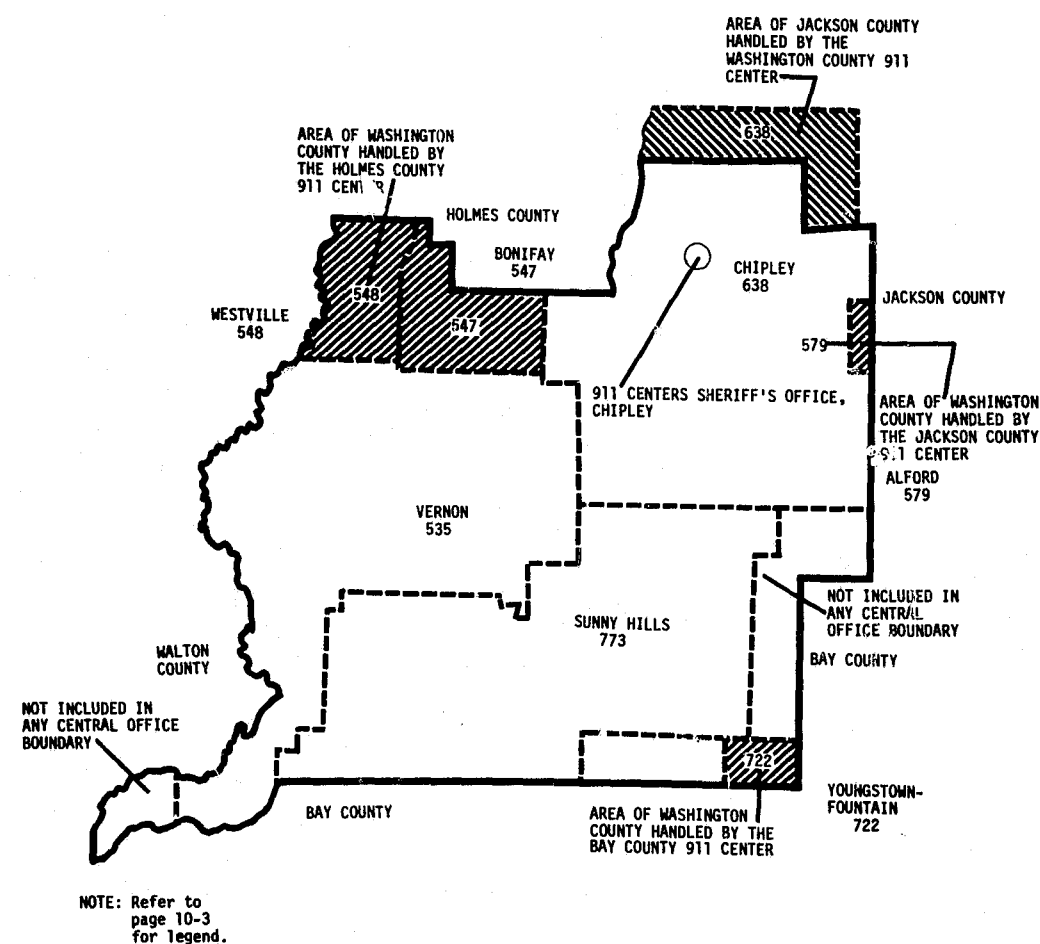 AREA OF JACKSON COUNTY
HANDLED BY THE
WASHINGTON COUNTY 911
CENTER
638
AREA OF WASHINGTON
COUNTY HANDLED BY
THE HOLMES COUNTY
911 CENTER
HOLMES COUNTY
BONIFAY
547
CHIPLEY
638
548
547
WESTVILLE
548
JACKSON COUNTY
579
911 CENTERS SHERIFF'S OFFICE,
CHIPLEY
AREA OF WASHINGTON
COUNTY HANDLED BY
THE JACKSON COUNTY
911 CENTER
ALFORD
579
VERNON
535
NOT INCLUDED IN
ANY CENTRAL
OFFICE BOUNDARY
SUNNY HILLS
773
WALTON
COUNTY
BAY COUNTY
NOT INCLUDED IN
ANY CENTRAL OFFICE
BOUNDARY
722
YOUNGSTOWN-
FOUNTAIN
722
BAY COUNTY
AREA OF WASHINGTON
COUNTY HANDLED BY THE
BAY COUNTY 911 CENTER
NOTE: Refer to
page 10-3
for legend.